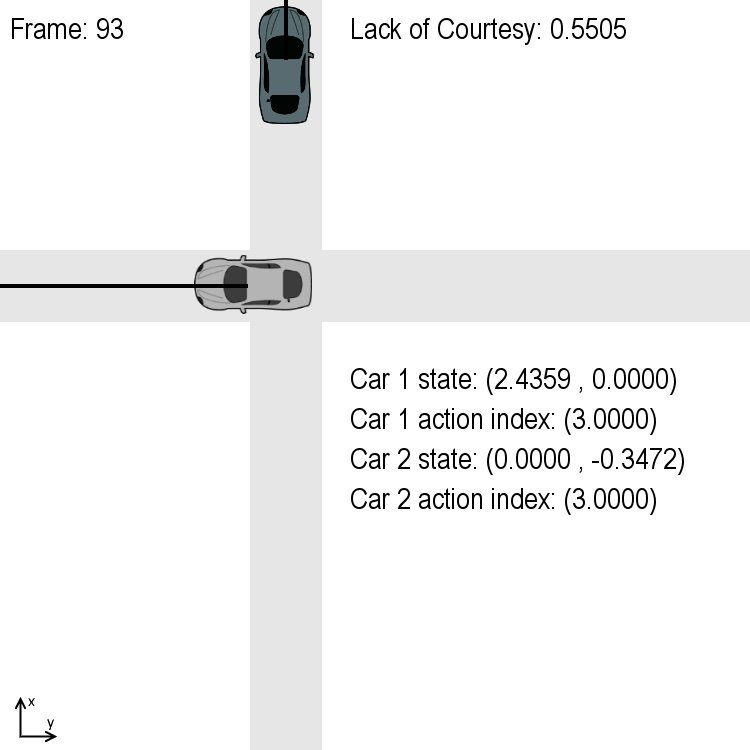 Frame: 93
Lack of Courtesy: 0.5505
Car 1 state: (2.4359 , 0.0000)
Car 1 action index: (3.0000)
Car 2 state: (0.0000 , -0.3472)
Car 2 action index: (3.0000)
x
y